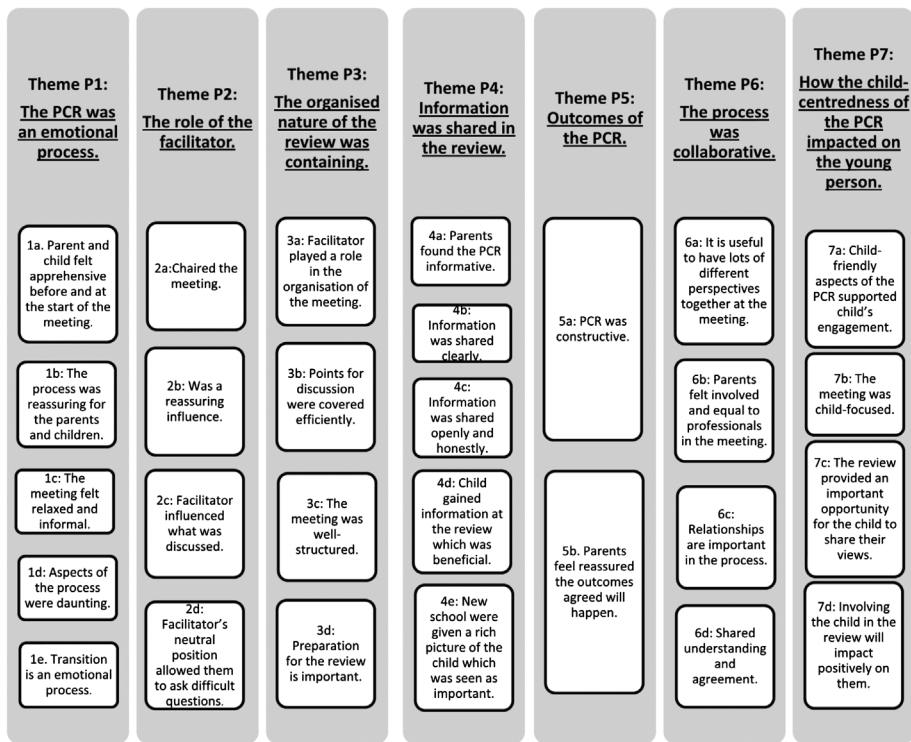 Theme P1:
The PCR was
an emotional
process.
1a. Parent and
child felt
apprehensive
before and at
the start of the
meeting.
1b: The
process was
reassuring for
the parents
and children.
1c: The
meeting felt
relaxed and
informal.
1d: Aspects of
the process
were daunting.
1e. Transition
is an emotional
process.
Theme P2:
The role of the
facilitator.
2a:Chaired the
meeting.
2b: Was a
reassuring
influence.
2c: Facilitator
influenced
what was
discussed.
2d:
Facilitator's
neutral
position
allowed them
to ask difficult
questions.
Theme P3:
The organised
nature of the
review was
containing.
3a: Facilitator
played a role
in the
organisation of
the meeting.
3b: Points for
discussion
were covered
efficiently.
3c: The
meeting was
well-
structured.
3d:
Preparation
for the review
is important.
Theme P4:
Information
was shared in
the review.
4a: Parents
found the PCR
informative.
4b:
Information
was shared
clearly.
4c:
Information
was shared
openly and
honestly.
4d: Child
gained
information at
the review
which was
beneficial.
4e: New
school were
given a rich
picture of the
child which
was seen as
important.
Theme P5:
Outcomes of
the PCR.
5a: PCR was
constructive.
5b. Parents
feel reassured
the outcomes
agreed will
happen.
Theme P6:
The process
was
collaborative.
6a: It is useful
to have lots of
different
perspectives
together at the
meeting.
6b: Parents
felt involved
and equal to
professionals
in the meeting.
6c:
Relationships
are important
in the process.
6d: Shared
understanding
and
agreement.
Theme P7:
How the child-
centredness of
the PCR
impacted on
the young
person.
7a: Child-
friendly
aspects of the
PCR supported
child's
engagement.
7b: The
meeting was
child-focused.
7c: The review
provided an
important
opportunity
for the child to
share their
views.
7d: Involving
the child in the
review will
impact
positively on
them.